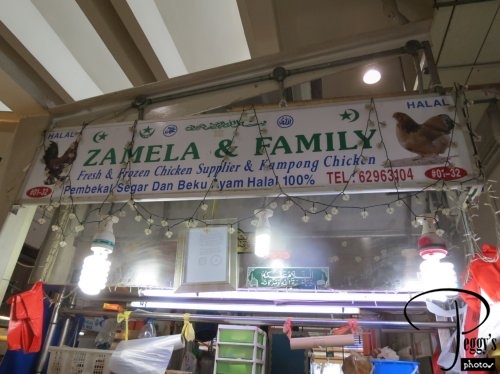 HALAL
HALAL
ZAMELA & FAMILY
Fresh & Frozen Chicken Supplier & Kampong Chicken
Pembekal Segar Dan Beku Ayam Halal 100%
TEL: 62963104
#01-32
#01-32
Peggy's
photos